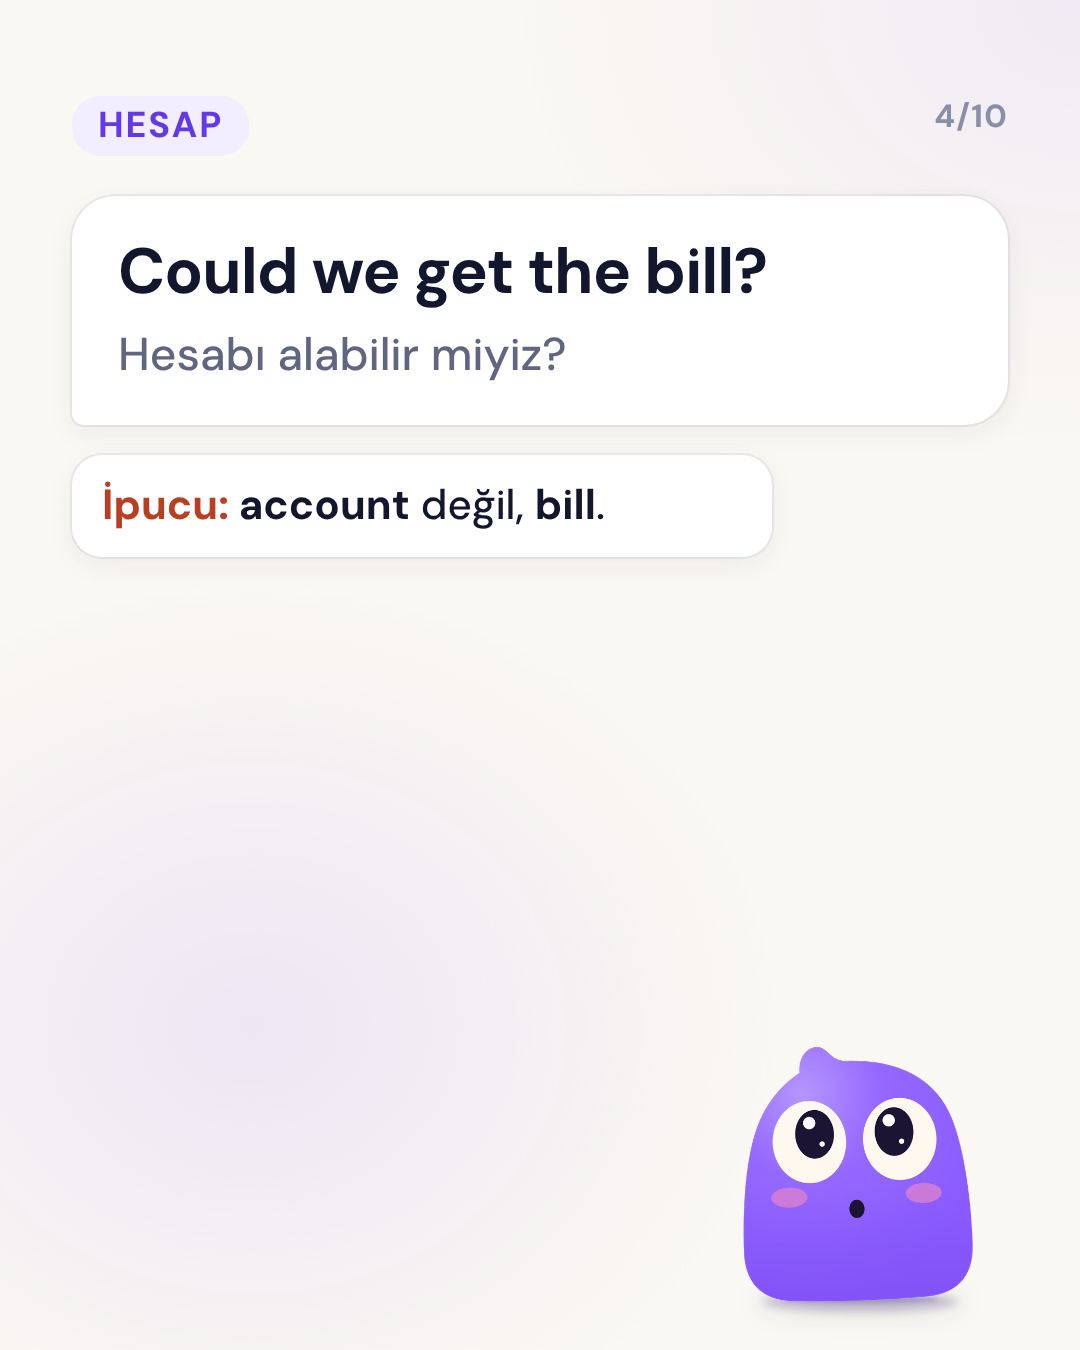 HESAP
4/10
Could we get the bill?
Hesabı alabilir miyiz?
İpucu: account değil, bill.